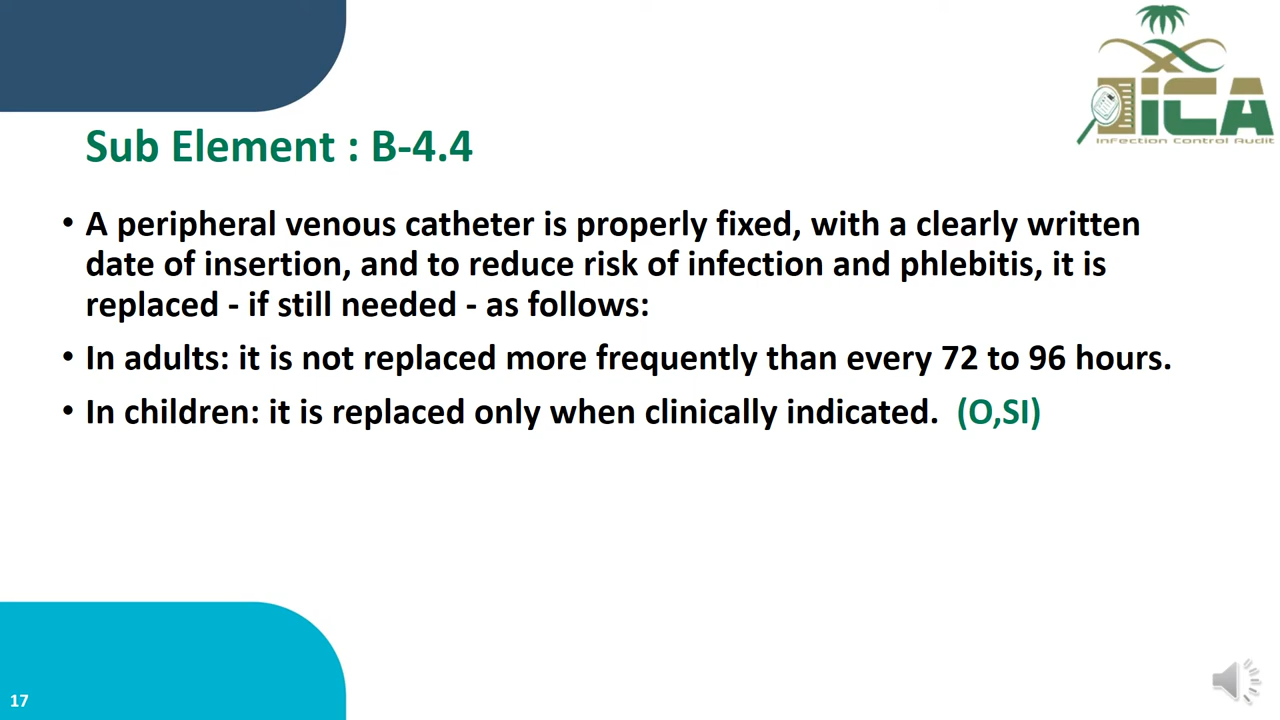 iCA
Infection Control Audit
Sub Element : B-4.4
• A peripheral venous catheter is properly fixed, with a clearly written
date of insertion, and to reduce risk of infection and phlebitis, it is
replaced - if still needed - as follows:
• In adults: it is not replaced more frequently than every 72 to 96 hours.
• In children: it is replaced only when clinically indicated. (O,SI)
17